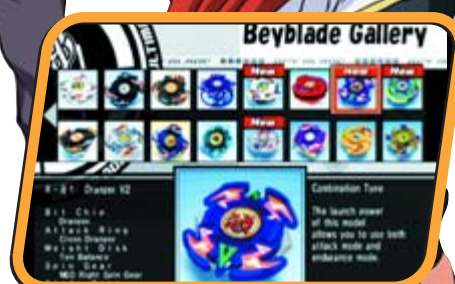 Beyblade Gallery
New
New
New
New
Dranzer V2
Bit Chip
Dranzer
Attack Ring
Cross Dranzer
Weight Disk
Ten Balance
Spin Gear
NEO Right Spin Gear
Combination Type
The launch power
of this model
allows you to use both
attack mode and
endurance mode.